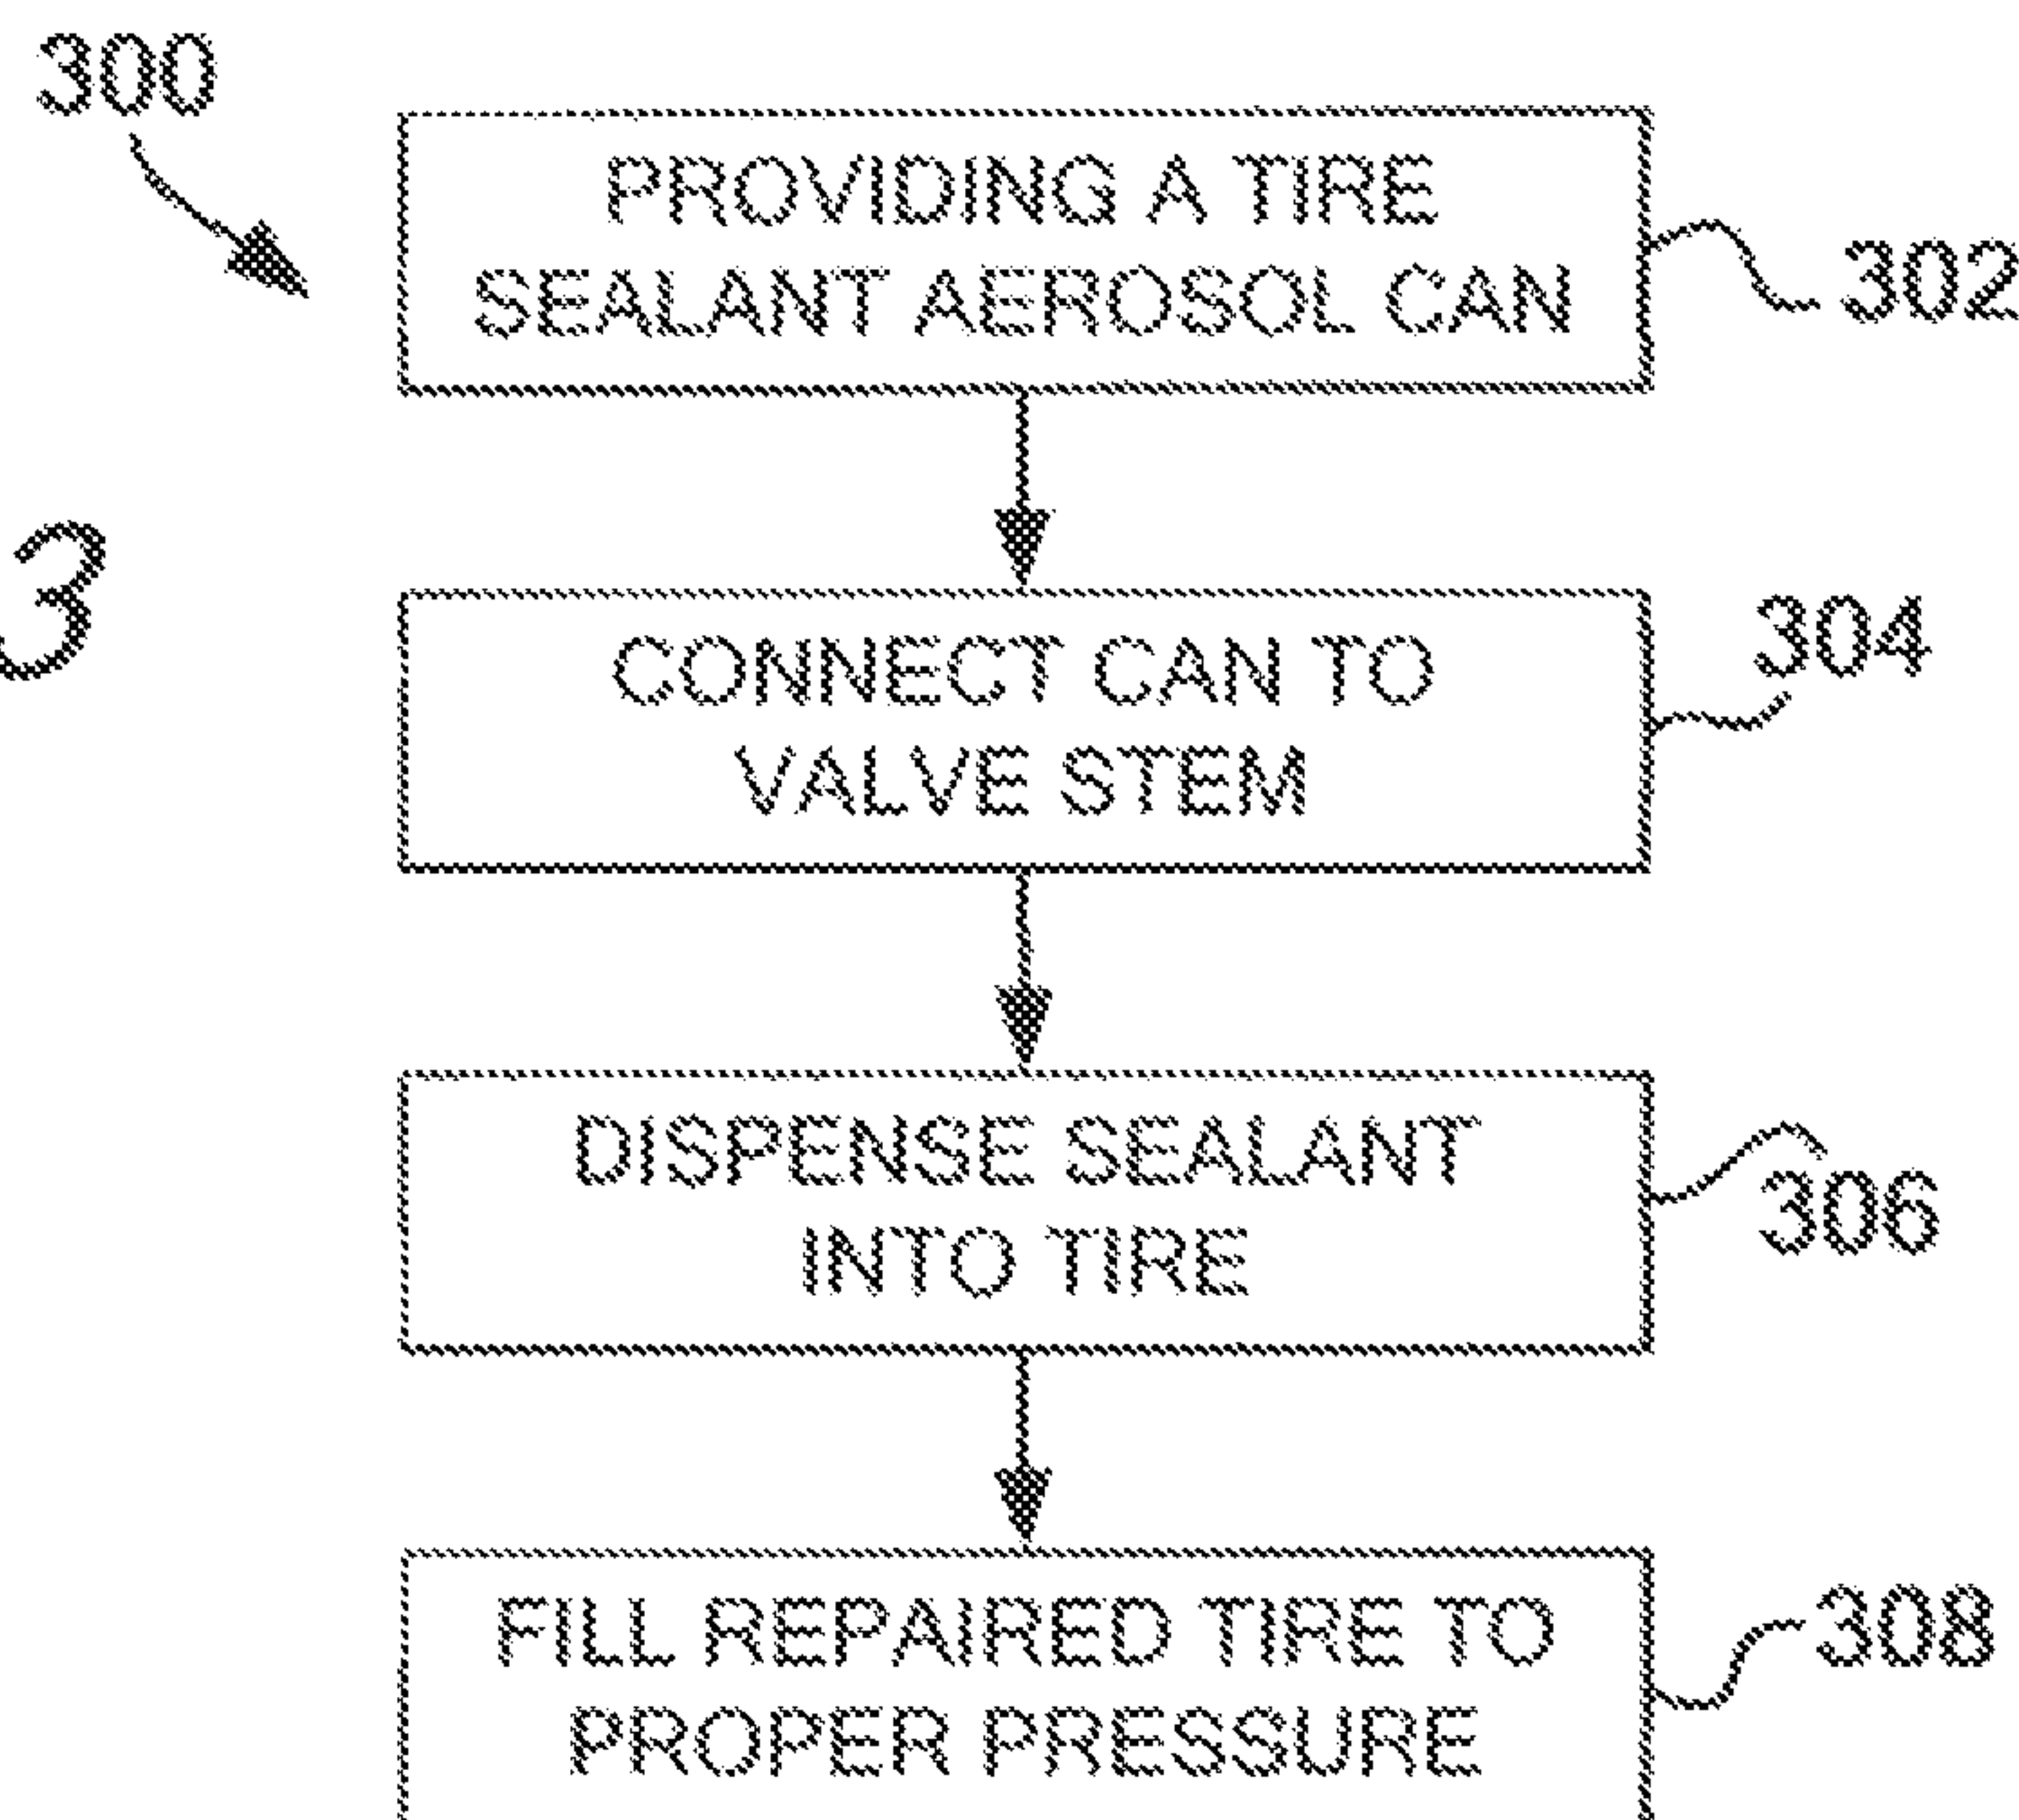 300
PROVIDING A TIRE
SEALANT AEROSOL CAN
302
3
CONNECT CAN TO
VALVE STEM
304
DISPENSE SEALANT
INTO TIRE
306
FILL REPAIRED TIRE TO
PROPER PRESSURE
308